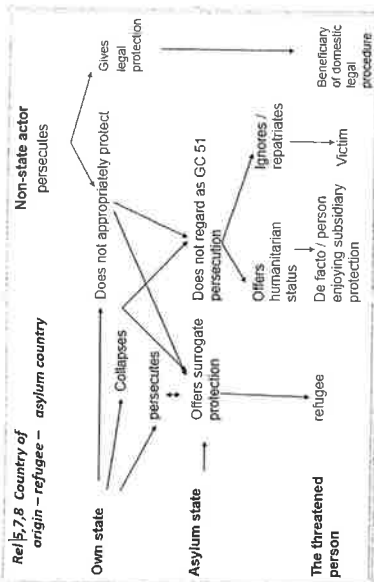 Rel 5,7,8 Country of
origin – refugee – asylum country
Non-state actor
persecutes
Own state
Collapses
persecutes
Does not appropriately protect
Gives
legal
protection
Asylum state
Offers surrogate
protection
Does not regard as GC 51
persecution
Offers
humanitarian
status
Ignores /
repatriates
The threatened
person
refugee
De facto / person
enjoying subsidiary
protection
Victim
Beneficiary
of domestic
legal
procedure